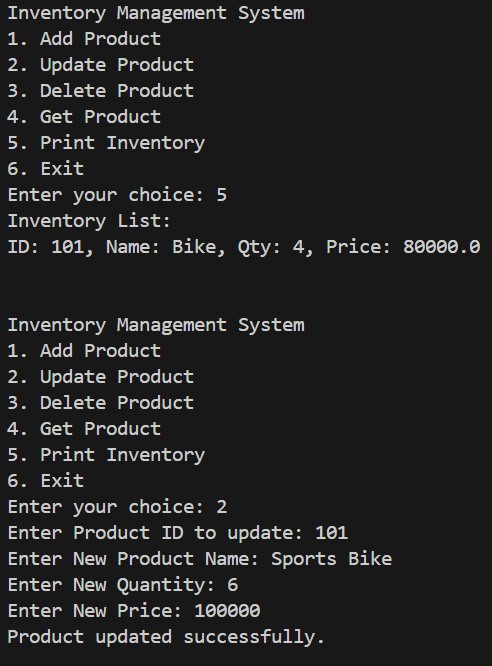 Inventory Management System
1. Add Product
2. Update Product
3. Delete Product
4. Get Product
5. Print Inventory
6. Exit
Enter your choice: 5
Inventory List:
ID: 101, Name: Bike, Qty: 4, Price: 80000.0
Inventory Management System
1. Add Product
2. Update Product
3. Delete Product
4. Get Product
5. Print Inventory
6. Exit
Enter your choice: 2
Enter Product ID to update: 101
Enter New Product Name: Sports Bike
Enter New Quantity: 6
Enter New Price: 100000
Product updated successfully.